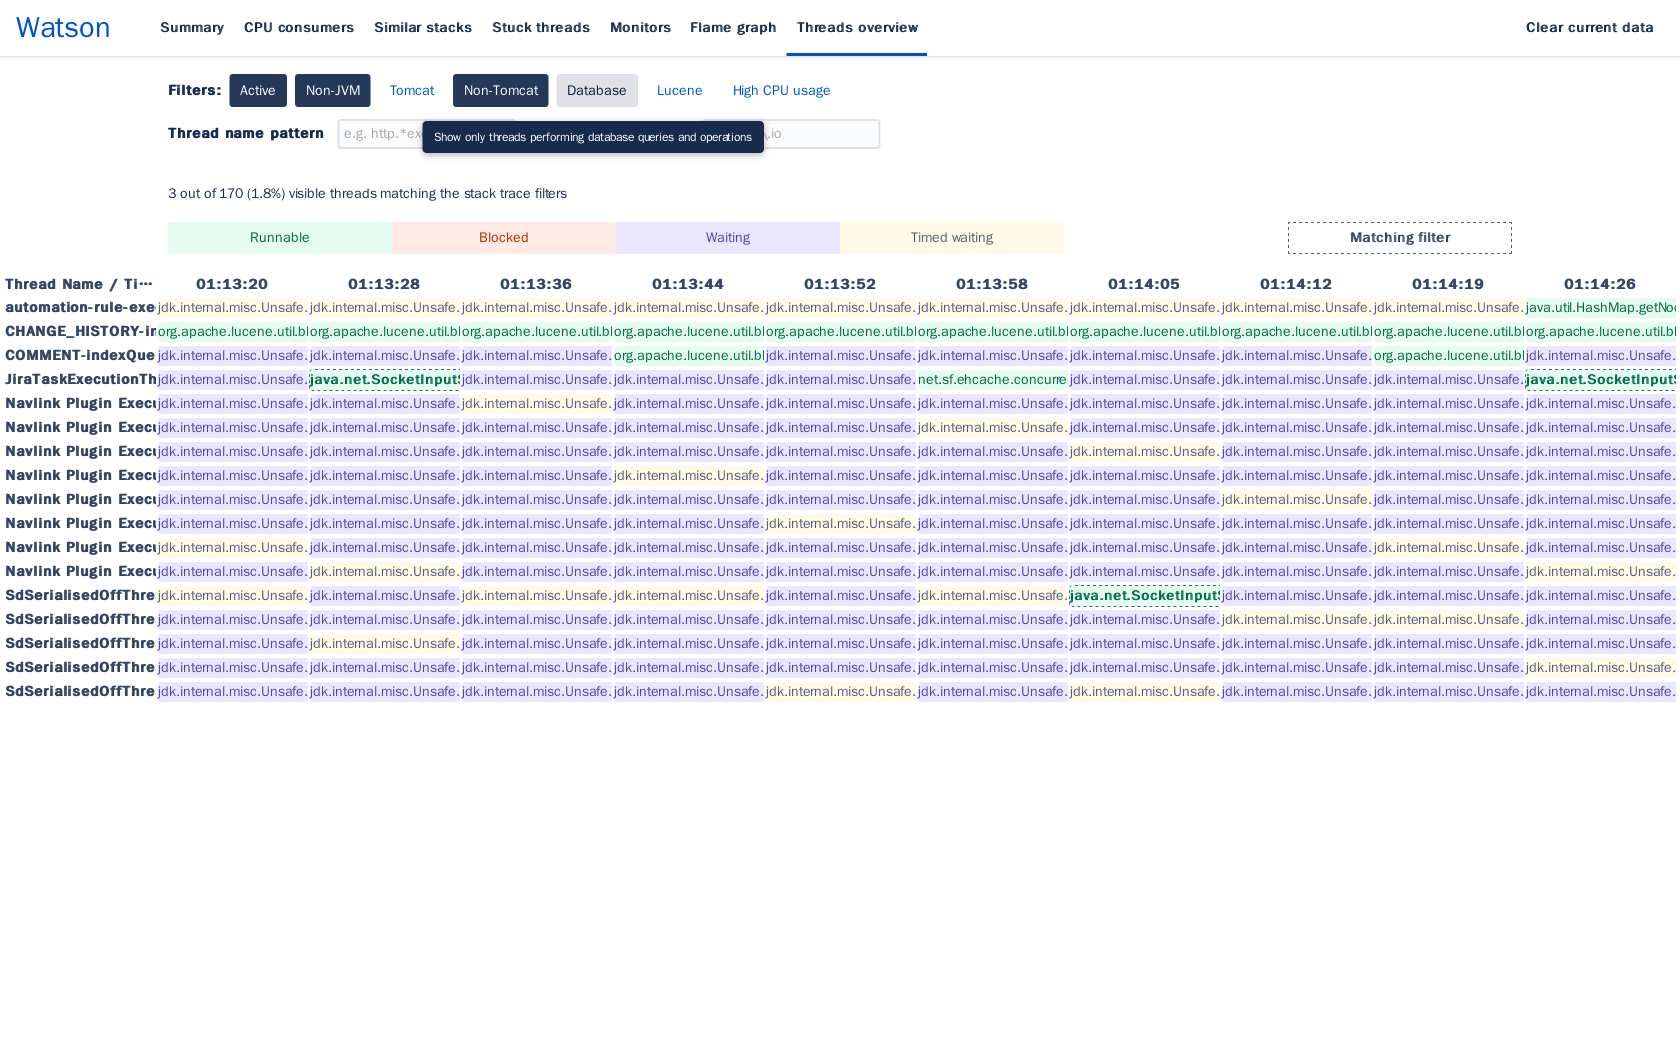 Watson Summary CPU consumers Similar stacks Stuck threads Monitors Flame graph Threads overview Clear current data
Filters: Active Non-JVM Tomcat Non-Tomcat Database Lucene High CPU usage
Thread name pattern e.g. http.*ex .io
Show only threads performing database queries and operations
3 out of 170 (1.8%) visible threads matching the stack trace filters
Runnable Blocked Waiting Timed waiting Matching filter
Thread Name / Ti… 01:13:20 01:13:28 01:13:36 01:13:44 01:13:52 01:13:58 01:14:05 01:14:12 01:14:19 01:14:26
automation-rule-exe jdk.internal.misc.Unsafe. jdk.internal.misc.Unsafe. jdk.internal.misc.Unsafe. jdk.internal.misc.Unsafe. jdk.internal.misc.Unsafe. jdk.internal.misc.Unsafe. jdk.internal.misc.Unsafe. jdk.internal.misc.Unsafe. jdk.internal.misc.Unsafe. java.util.HashMap.getNo
CHANGE_HISTORY-in org.apache.lucene.util.bl org.apache.lucene.util.bl org.apache.lucene.util.bl org.apache.lucene.util.bl org.apache.lucene.util.bl org.apache.lucene.util.bl org.apache.lucene.util.bl org.apache.lucene.util.bl org.apache.lucene.util.bl org.apache.lucene.util.bl
COMMENT-indexQue jdk.internal.misc.Unsafe. jdk.internal.misc.Unsafe. jdk.internal.misc.Unsafe. org.apache.lucene.util.bl jdk.internal.misc.Unsafe. jdk.internal.misc.Unsafe. jdk.internal.misc.Unsafe. jdk.internal.misc.Unsafe. org.apache.lucene.util.bl jdk.internal.misc.Unsafe.
JiraTaskExecutionTh jdk.internal.misc.Unsafe. java.net.SocketInputS jdk.internal.misc.Unsafe. jdk.internal.misc.Unsafe. jdk.internal.misc.Unsafe. net.sf.ehcache.concurre jdk.internal.misc.Unsafe. jdk.internal.misc.Unsafe. jdk.internal.misc.Unsafe. java.net.SocketInputS
Navlink Plugin Execu jdk.internal.misc.Unsafe. jdk.internal.misc.Unsafe. jdk.internal.misc.Unsafe. jdk.internal.misc.Unsafe. jdk.internal.misc.Unsafe. jdk.internal.misc.Unsafe. jdk.internal.misc.Unsafe. jdk.internal.misc.Unsafe. jdk.internal.misc.Unsafe. jdk.internal.misc.Unsafe.
Navlink Plugin Execu jdk.internal.misc.Unsafe. jdk.internal.misc.Unsafe. jdk.internal.misc.Unsafe. jdk.internal.misc.Unsafe. jdk.internal.misc.Unsafe. jdk.internal.misc.Unsafe. jdk.internal.misc.Unsafe. jdk.internal.misc.Unsafe. jdk.internal.misc.Unsafe. jdk.internal.misc.Unsafe.
Navlink Plugin Execu jdk.internal.misc.Unsafe. jdk.internal.misc.Unsafe. jdk.internal.misc.Unsafe. jdk.internal.misc.Unsafe. jdk.internal.misc.Unsafe. jdk.internal.misc.Unsafe. jdk.internal.misc.Unsafe. jdk.internal.misc.Unsafe. jdk.internal.misc.Unsafe. jdk.internal.misc.Unsafe.
Navlink Plugin Execu jdk.internal.misc.Unsafe. jdk.internal.misc.Unsafe. jdk.internal.misc.Unsafe. jdk.internal.misc.Unsafe. jdk.internal.misc.Unsafe. jdk.internal.misc.Unsafe. jdk.internal.misc.Unsafe. jdk.internal.misc.Unsafe. jdk.internal.misc.Unsafe. jdk.internal.misc.Unsafe.
Navlink Plugin Execu jdk.internal.misc.Unsafe. jdk.internal.misc.Unsafe. jdk.internal.misc.Unsafe. jdk.internal.misc.Unsafe. jdk.internal.misc.Unsafe. jdk.internal.misc.Unsafe. jdk.internal.misc.Unsafe. jdk.internal.misc.Unsafe. jdk.internal.misc.Unsafe. jdk.internal.misc.Unsafe.
Navlink Plugin Execu jdk.internal.misc.Unsafe. jdk.internal.misc.Unsafe. jdk.internal.misc.Unsafe. jdk.internal.misc.Unsafe. jdk.internal.misc.Unsafe. jdk.internal.misc.Unsafe. jdk.internal.misc.Unsafe. jdk.internal.misc.Unsafe. jdk.internal.misc.Unsafe. jdk.internal.misc.Unsafe.
Navlink Plugin Execu jdk.internal.misc.Unsafe. jdk.internal.misc.Unsafe. jdk.internal.misc.Unsafe. jdk.internal.misc.Unsafe. jdk.internal.misc.Unsafe. jdk.internal.misc.Unsafe. jdk.internal.misc.Unsafe. jdk.internal.misc.Unsafe. jdk.internal.misc.Unsafe. jdk.internal.misc.Unsafe.
Navlink Plugin Execu jdk.internal.misc.Unsafe. jdk.internal.misc.Unsafe. jdk.internal.misc.Unsafe. jdk.internal.misc.Unsafe. jdk.internal.misc.Unsafe. jdk.internal.misc.Unsafe. jdk.internal.misc.Unsafe. jdk.internal.misc.Unsafe. jdk.internal.misc.Unsafe. jdk.internal.misc.Unsafe.
SdSerialisedOffThre jdk.internal.misc.Unsafe. jdk.internal.misc.Unsafe. jdk.internal.misc.Unsafe. jdk.internal.misc.Unsafe. jdk.internal.misc.Unsafe. jdk.internal.misc.Unsafe. java.net.SocketInputS jdk.internal.misc.Unsafe. jdk.internal.misc.Unsafe. jdk.internal.misc.Unsafe.
SdSerialisedOffThre jdk.internal.misc.Unsafe. jdk.internal.misc.Unsafe. jdk.internal.misc.Unsafe. jdk.internal.misc.Unsafe. jdk.internal.misc.Unsafe. jdk.internal.misc.Unsafe. jdk.internal.misc.Unsafe. jdk.internal.misc.Unsafe. jdk.internal.misc.Unsafe. jdk.internal.misc.Unsafe.
SdSerialisedOffThre jdk.internal.misc.Unsafe. jdk.internal.misc.Unsafe. jdk.internal.misc.Unsafe. jdk.internal.misc.Unsafe. jdk.internal.misc.Unsafe. jdk.internal.misc.Unsafe. jdk.internal.misc.Unsafe. jdk.internal.misc.Unsafe. jdk.internal.misc.Unsafe. jdk.internal.misc.Unsafe.
SdSerialisedOffThre jdk.internal.misc.Unsafe. jdk.internal.misc.Unsafe. jdk.internal.misc.Unsafe. jdk.internal.misc.Unsafe. jdk.internal.misc.Unsafe. jdk.internal.misc.Unsafe. jdk.internal.misc.Unsafe. jdk.internal.misc.Unsafe. jdk.internal.misc.Unsafe. jdk.internal.misc.Unsafe.
SdSerialisedOffThre jdk.internal.misc.Unsafe. jdk.internal.misc.Unsafe. jdk.internal.misc.Unsafe. jdk.internal.misc.Unsafe. jdk.internal.misc.Unsafe. jdk.internal.misc.Unsafe. jdk.internal.misc.Unsafe. jdk.internal.misc.Unsafe. jdk.internal.misc.Unsafe. jdk.internal.misc.Unsafe.